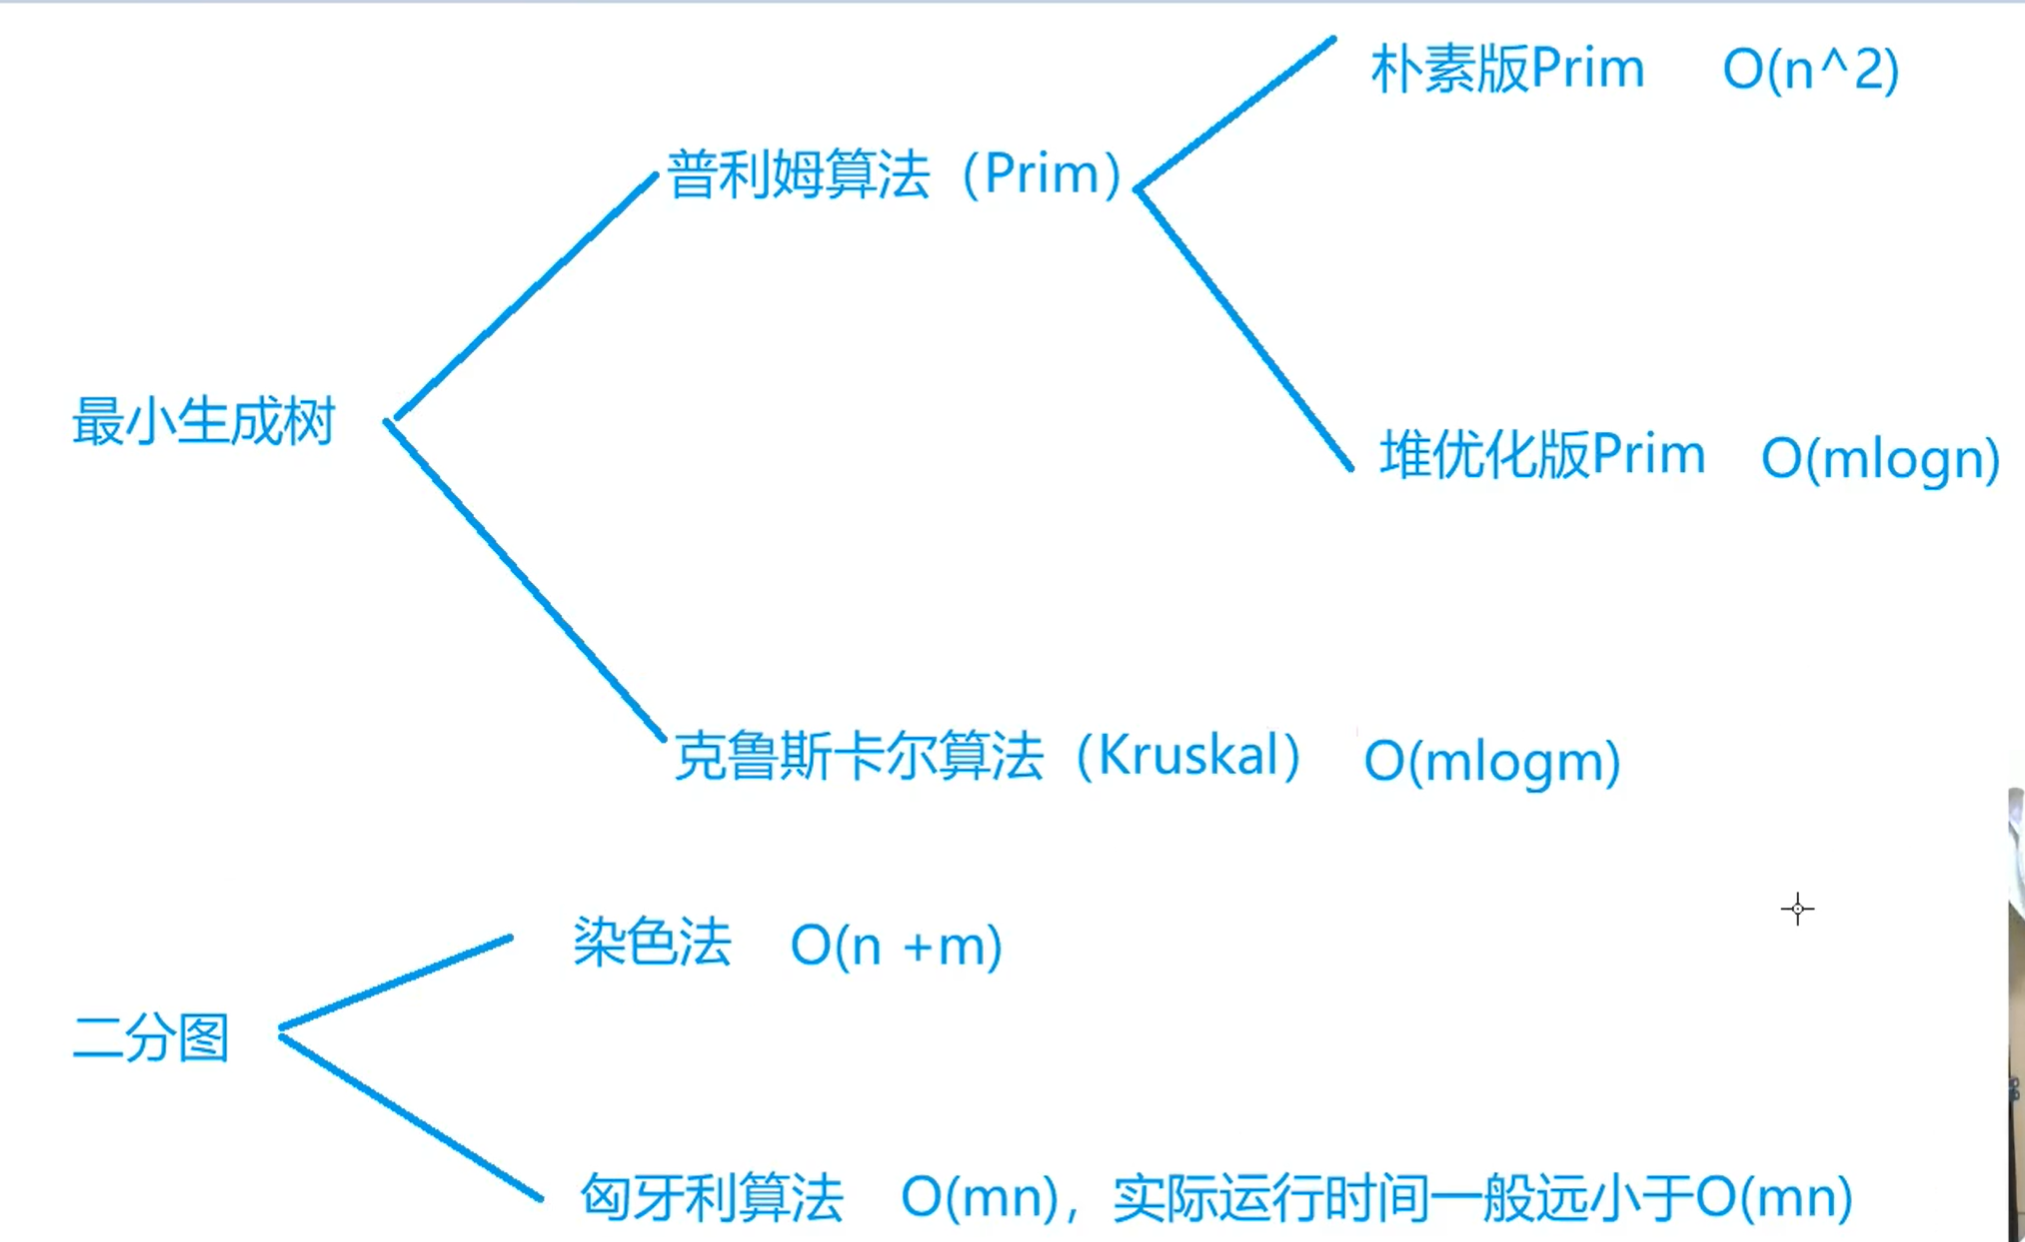 朴素版Prim O(n^2)
普利姆算法（Prim）
最小生成树
堆优化版Prim O(mlogn)
克鲁斯卡尔算法（Kruskal） O(mlogm)
染色法 O(n +m)
二分图
匈牙利算法 O(mn)，实际运行时间一般远小于O(mn)